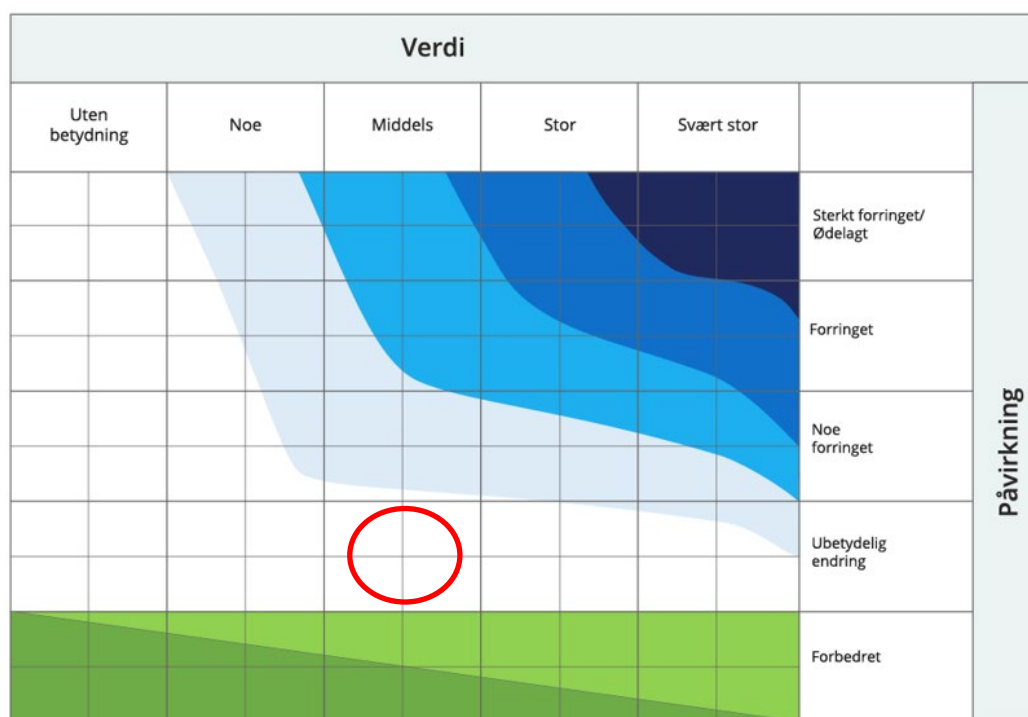 Verdi
Uten
betydning
Noe
Middels
Stor
Svært stor
Sterkt forringet/
Ødelagt
Forringet
Noe
forringet
Ubetydelig
endring
Forbedret
Påvirkning